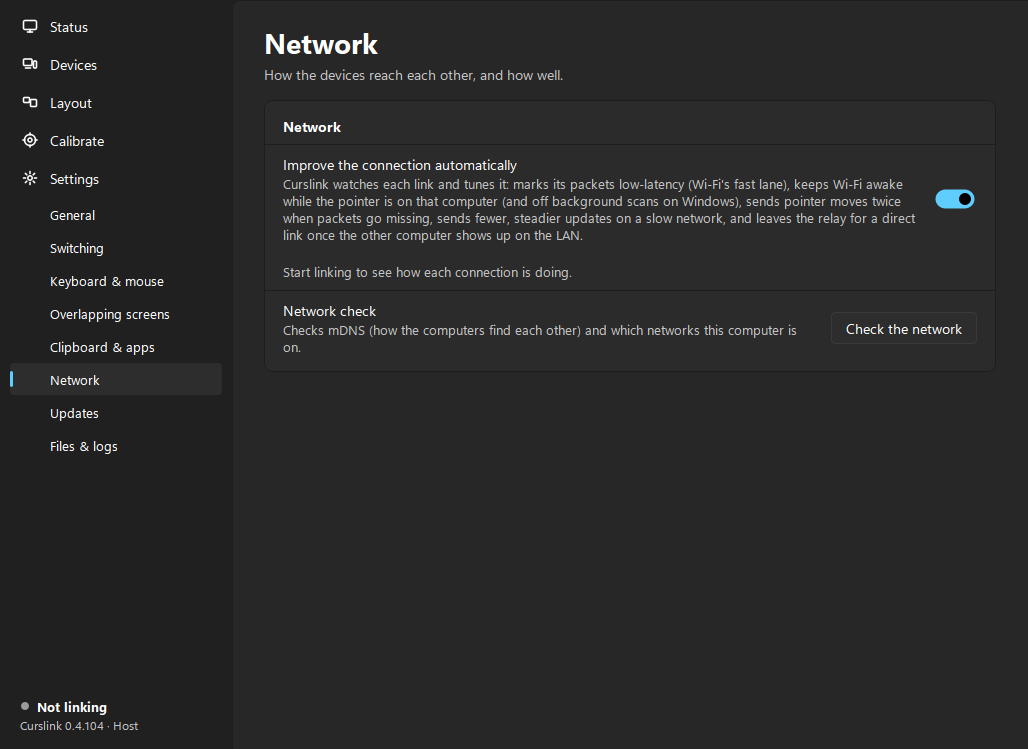 Status
Devices
Layout
Calibrate
Settings
General
Switching
Keyboard & mouse
Overlapping screens
Clipboard & apps
Network
Updates
Files & logs
Not linking
Curslink 0.4.104 · Host
Network
How the devices reach each other, and how well.
Network
Improve the connection automatically
Curslink watches each link and tunes it: marks its packets low-latency (Wi-Fi's fast lane), keeps Wi-Fi awake
while the pointer is on that computer (and off background scans on Windows), sends pointer moves twice
when packets go missing, sends fewer, steadier updates on a slow network, and leaves the relay for a direct
link once the other computer shows up on the LAN.
Start linking to see how each connection is doing.
Network check
Checks mDNS (how the computers find each other) and which networks this computer is
on.
Check the network